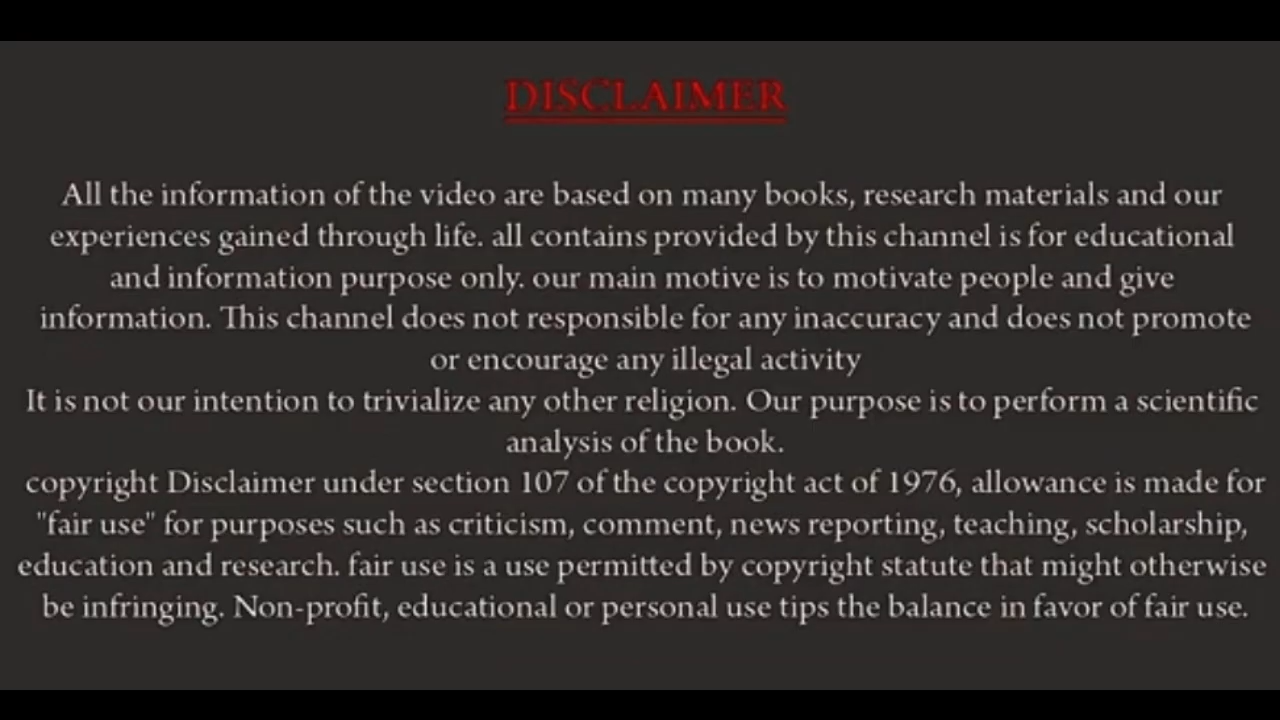 DISCLAIMER
All the information of the video are based on many books, research materials and our
experiences gained through life. all contains provided by this channel is for educational
and information purpose only. our main motive is to motivate people and give
information. This channel does not responsible for any inaccuracy and does not promote
or encourage any illegal activity
It is not our intention to trivialize any other religion. Our purpose is to perform a scientific
analysis of the book.
copyright Disclaimer under section 107 of the copyright act of 1976, allowance is made for
"fair use" for purposes such as criticism, comment, news reporting, teaching, scholarship,
education and research. fair use is a use permitted by copyright statute that might otherwise
be infringing. Non-profit, educational or personal use tips the balance in favor of fair use.